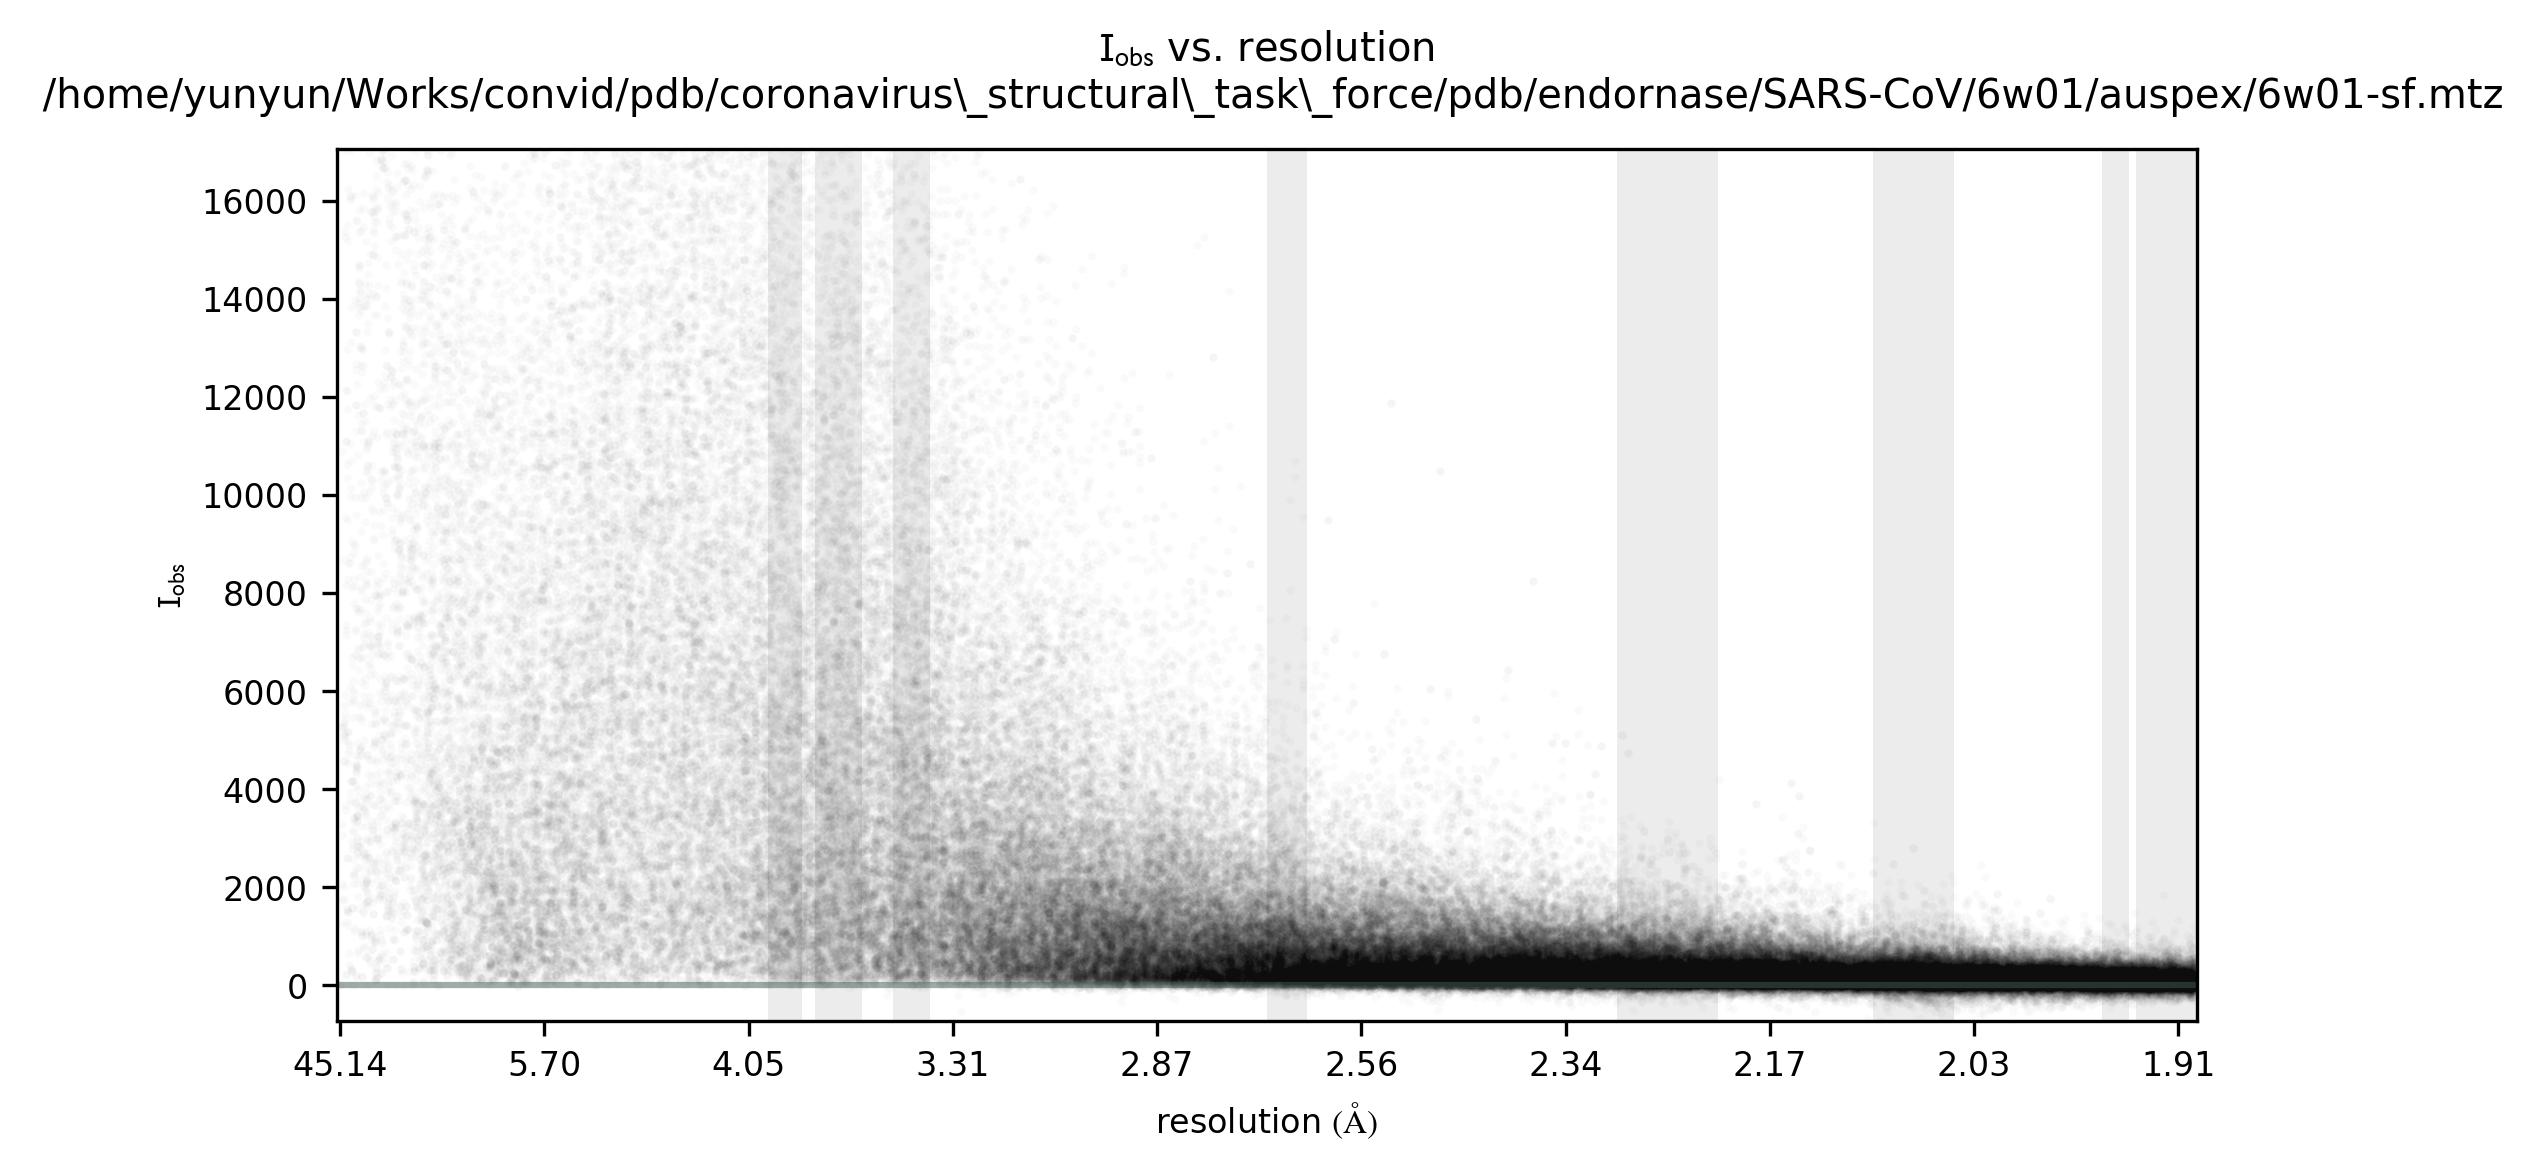 Iobs vs. resolution
/home/yunyun/Works/convid/pdb/coronavirus\_structural\_task\_force/pdb/endornase/SARS-CoV/6w01/auspex/6w01-sf.mtz
16000
14000
12000
10000
8000
6000
4000
2000
0
Iobs
45.14 5.70 4.05 3.31 2.87 2.56 2.34 2.17 2.03 1.91
resolution (Å)